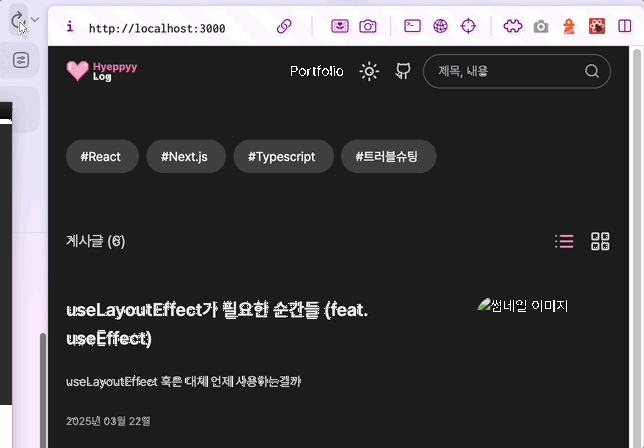 http://localhost:3000
Hyeppyy
Log
Portfolio
제목, 내용
#React
#Next.js
#Typescript
#트러블슈팅
게시글 (6)
useLayoutEffect가 필요한 순간들 (feat.
useEffect)
썸네일 이미지
useLayoutEffect 혹은 대체 언제 사용하는걸까
2025년 03월 22일